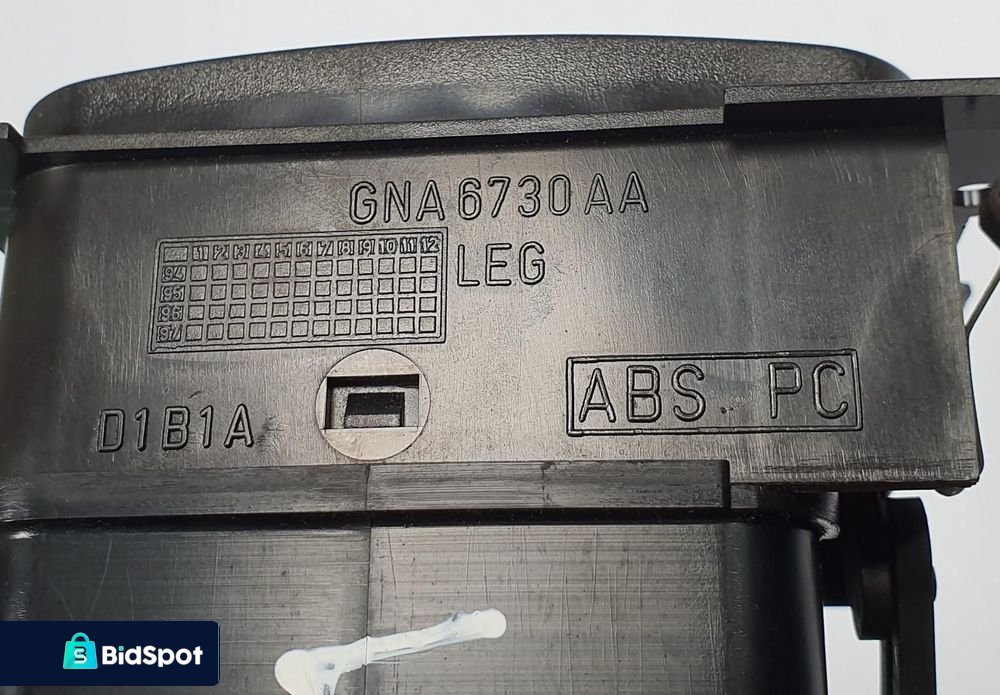 GNA6730AA
LEG
1 2 3 4 5 6 7 8 9 10 11 12
94
95
96
97
D1B1A
ABS PC
S BidSpot